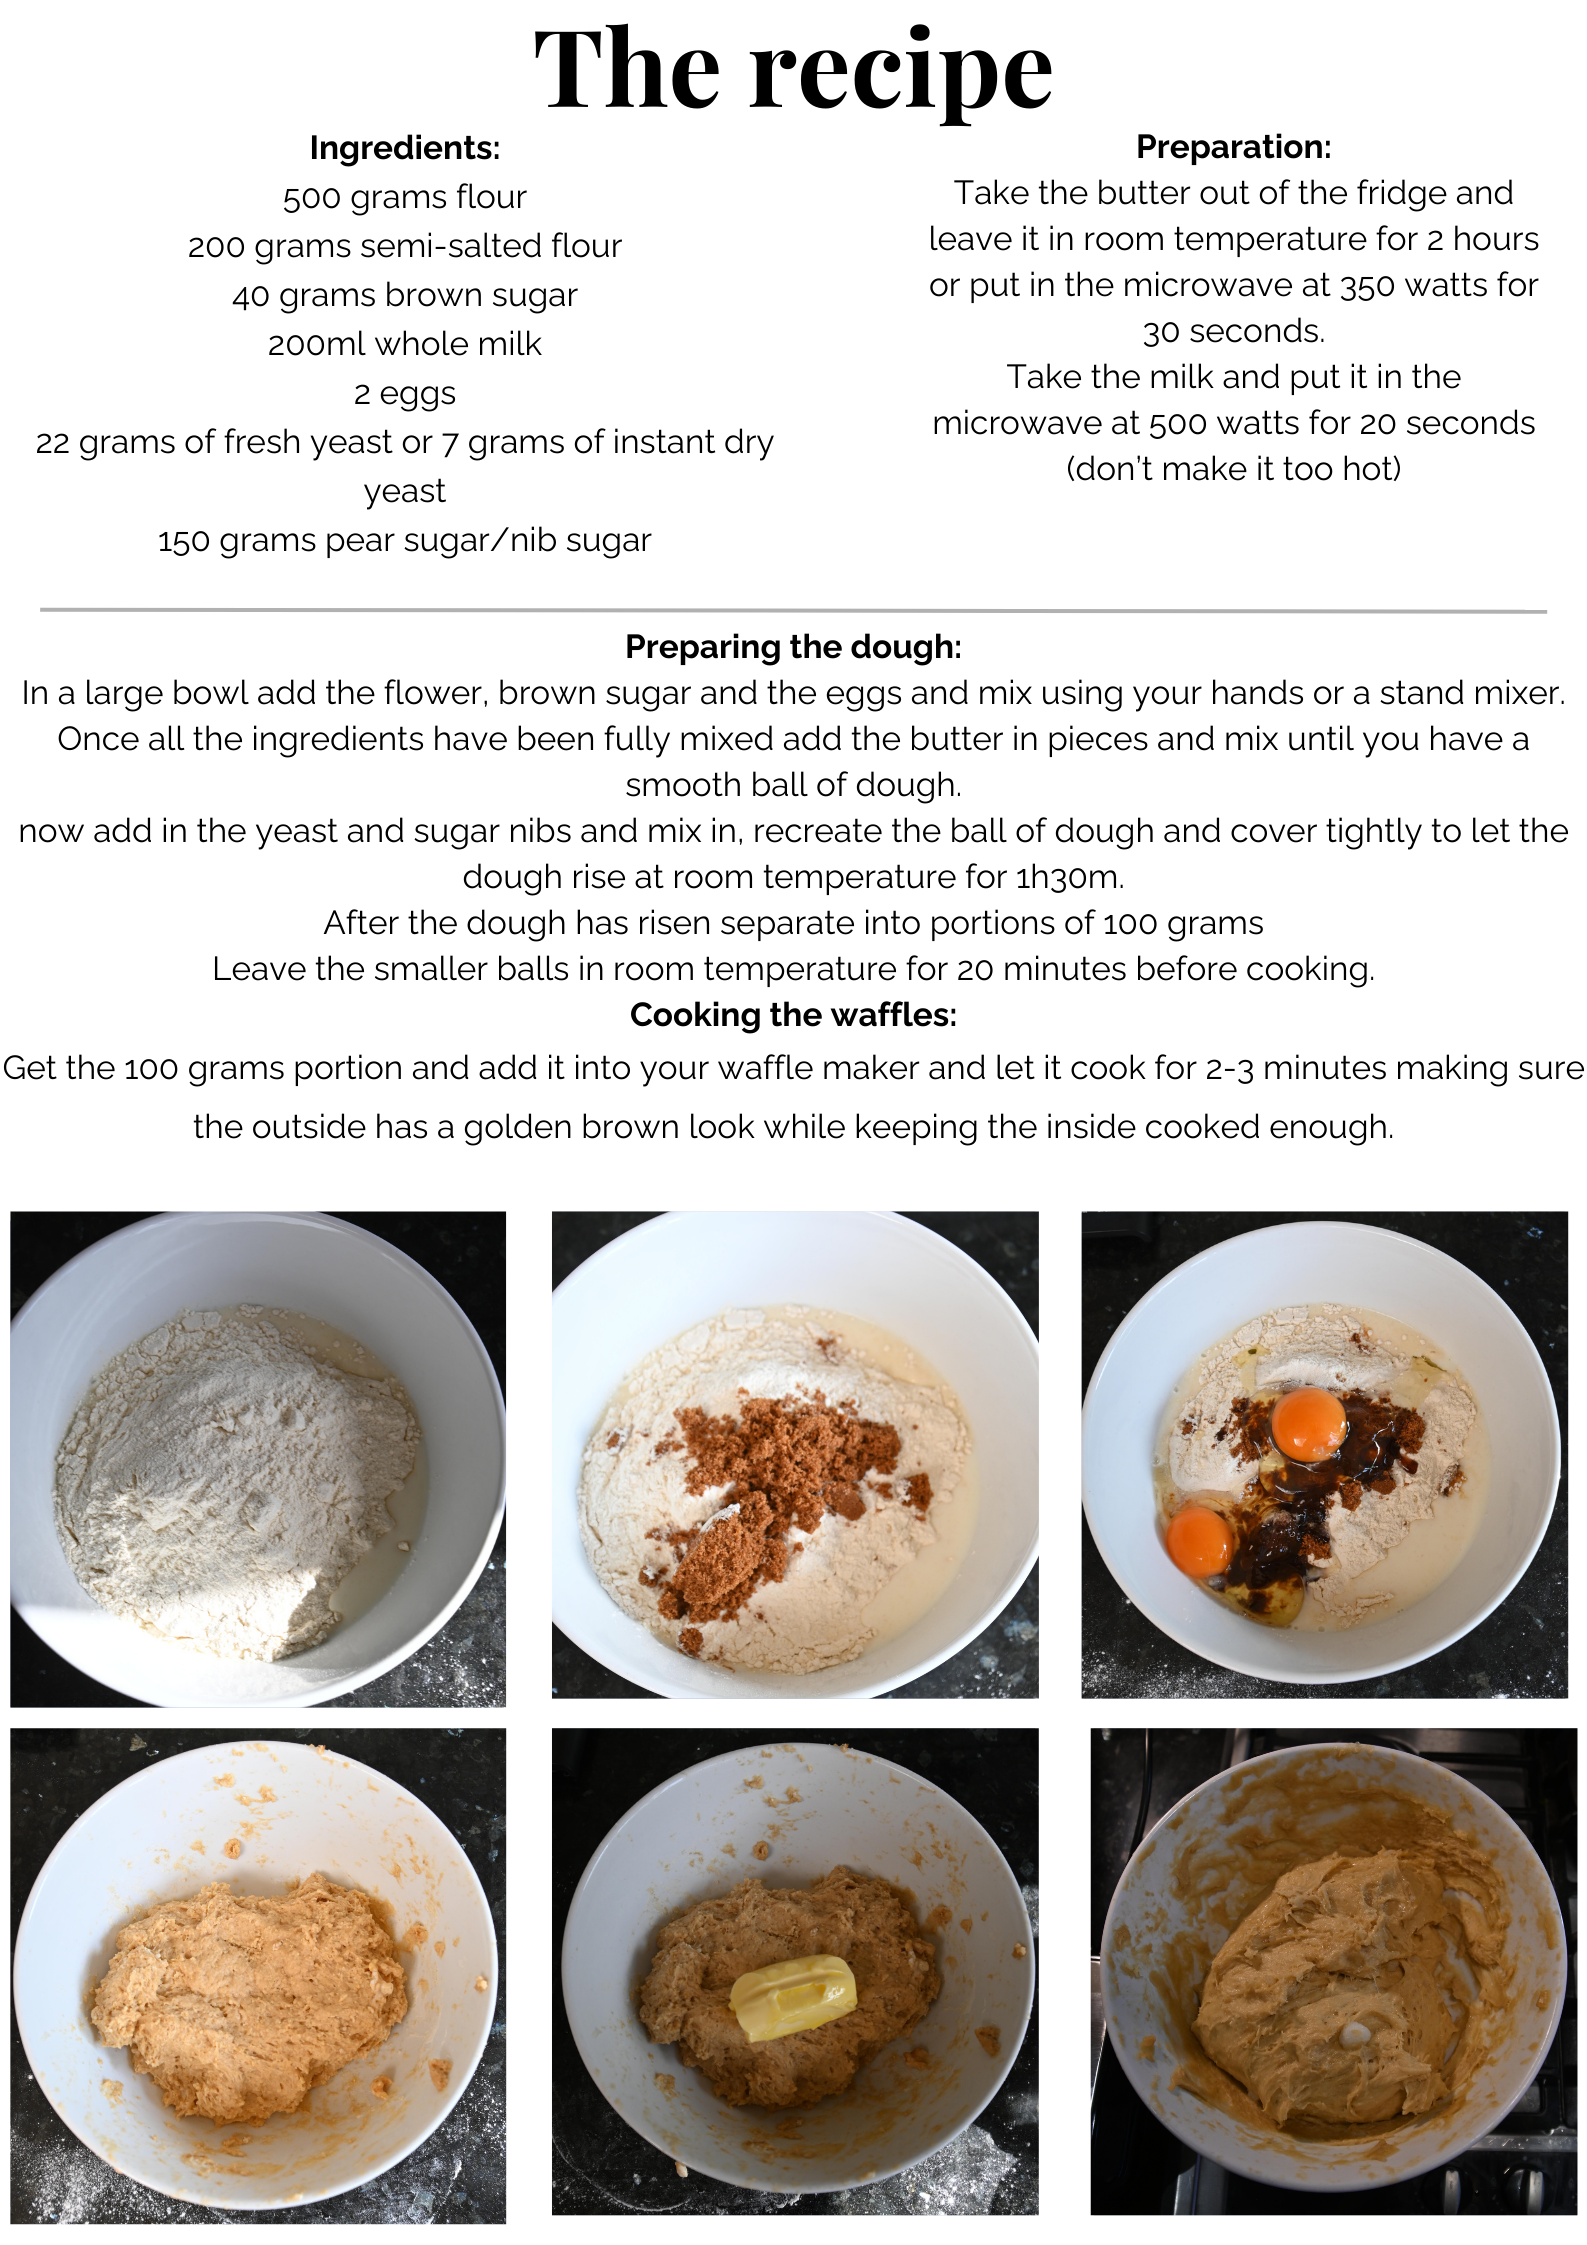 The recipe
Ingredients:
500 grams flour
200 grams semi-salted flour
40 grams brown sugar
200ml whole milk
2 eggs
22 grams of fresh yeast or 7 grams of instant dry
yeast
150 grams pear sugar/nib sugar
Preparation:
Take the butter out of the fridge and
leave it in room temperature for 2 hours
or put in the microwave at 350 watts for
30 seconds.
Take the milk and put it in the
microwave at 500 watts for 20 seconds
(don't make it too hot)
Preparing the dough:
In a large bowl add the flower, brown sugar and the eggs and mix using your hands or a stand mixer.
Once all the ingredients have been fully mixed add the butter in pieces and mix until you have a
smooth ball of dough.
now add in the yeast and sugar nibs and mix in, recreate the ball of dough and cover tightly to let the
dough rise at room temperature for 1h30m.
After the dough has risen separate into portions of 100 grams
Leave the smaller balls in room temperature for 20 minutes before cooking.
Cooking the waffles:
Get the 100 grams portion and add it into your waffle maker and let it cook for 2-3 minutes making sure
the outside has a golden brown look while keeping the inside cooked enough.